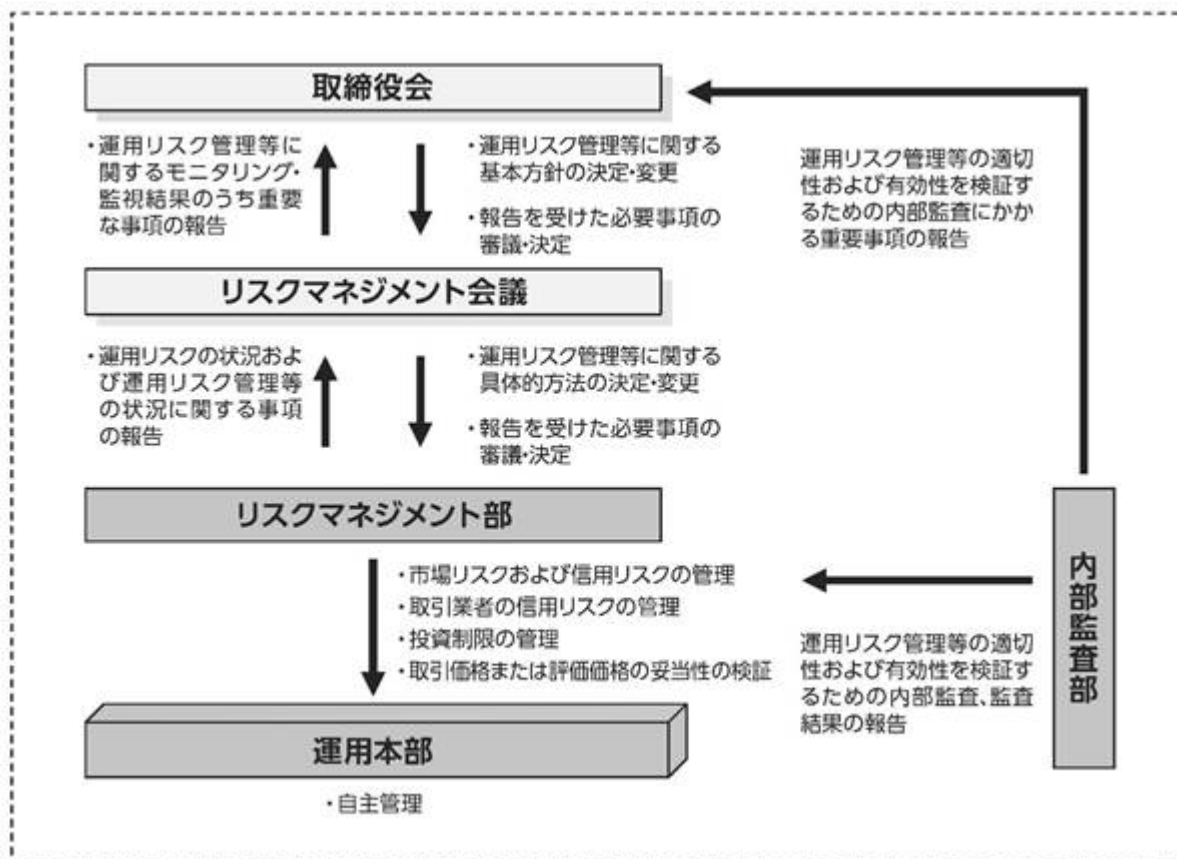 取締役会
・運用リスク管理等に
関するモニタリング・
監視結果のうち重要
な事項の報告
・運用リスク管理等に関する
基本方針の決定・変更
・報告を受けた必要事項の
審議・決定
運用リスク管理等の適切
性および有効性を検証す
るための内部監査にかか
る重要事項の報告
リスクマネジメント会議
・運用リスクの状況およ
び運用リスク管理等
の状況に関する事項
の報告
・運用リスク管理等に関する
具体的方法の決定・変更
・報告を受けた必要事項の
審議・決定
リスクマネジメント部
・市場リスクおよび信用リスクの管理
・取引業者の信用リスクの管理
・投資制限の管理
・取引価格または評価価格の妥当性の検証
運用リスク管理等の適切
性および有効性を検証す
るための内部監査、監査
結果の報告
内部監査部
運用本部
・自主管理